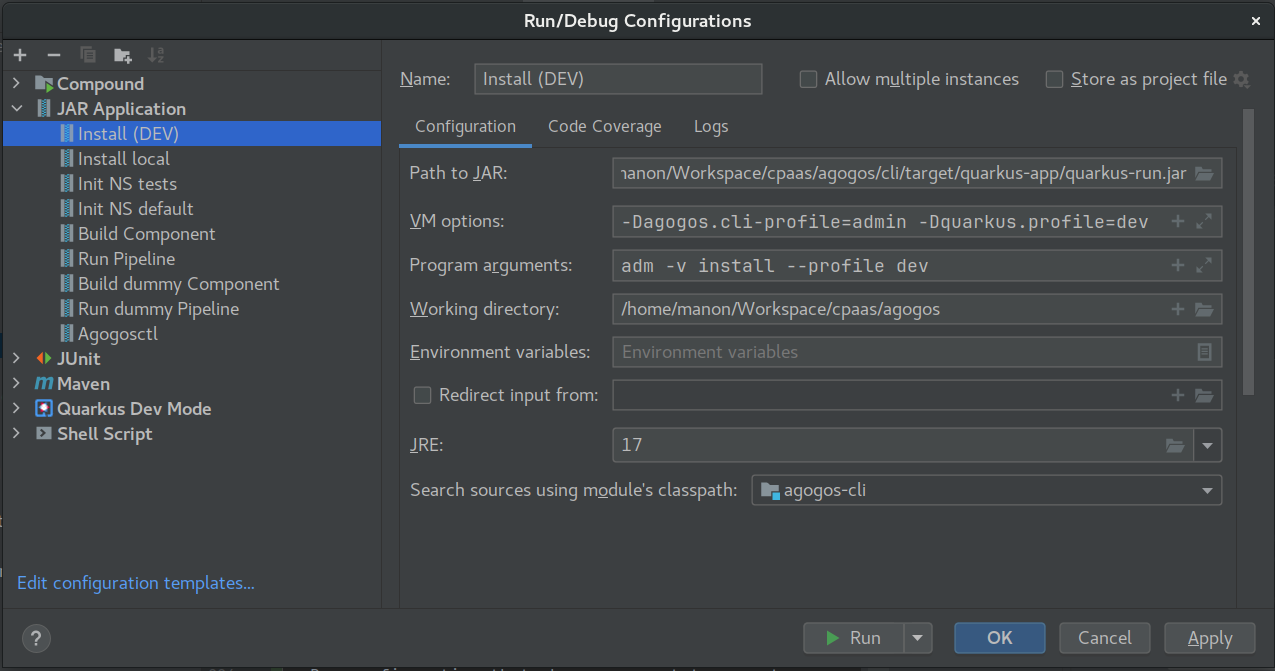 Run/Debug Configurations
Compound
JAR Application
Install (DEV)
Install local
Init NS tests
Init NS default
Build Component
Run Pipeline
Build dummy Component
Run dummy Pipeline
Agogosctl
JUnit
Maven
Quarkus Dev Mode
Shell Script
Edit configuration templates...
Name: Install (DEV) Allow multiple instances Store as project file
Configuration Code Coverage Logs
Path to JAR: manon/Workspace/cpaas/agogos/cli/target/quarkus-app/quarkus-run.jar
VM options: -Dagogos.cli-profile=admin -Dquarkus.profile=dev
Program arguments: adm -v install --profile dev
Working directory: /home/manon/Workspace/cpaas/agogos
Environment variables: Environment variables
Redirect input from:
JRE: 17
Search sources using module's classpath: agogos-cli
? Run OK Cancel Apply